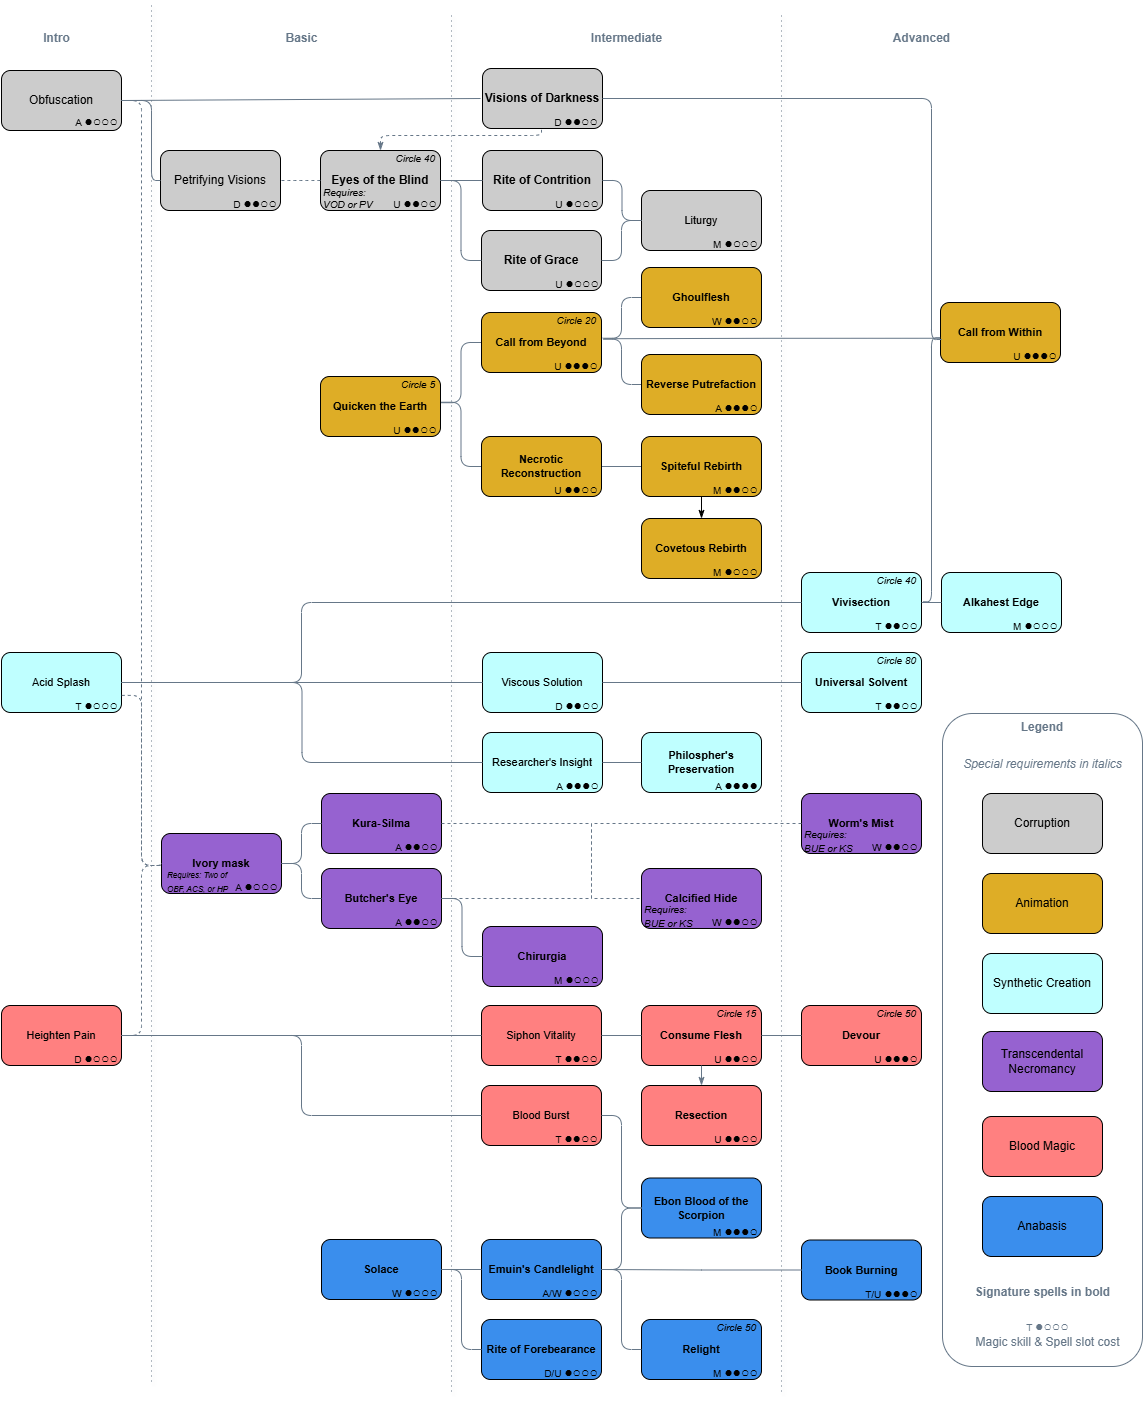 Intro
Basic
Intermediate
Advanced
Obfuscation
A ●○○○
Visions of Darkness
D ●●○○
Petrifying Visions
D ●●○○
Circle 40
Eyes of the Blind
Requires:
VOD or PV U ●●○○
Rite of Contrition
U ●○○○
Liturgy
M ●○○○
Rite of Grace
U ●○○○
Ghoulflesh
W ●●○○
Circle 20
Call from Beyond
U ●●●○
Call from Within
U ●●●○
Reverse Putrefaction
A ●●●○
Circle 5
Quicken the Earth
U ●●○○
Necrotic
Reconstruction
U ●●○○
Spiteful Rebirth
M ●●○○
Covetous Rebirth
M ●○○○
Circle 40
Vivisection
T ●●○○
Alkahest Edge
M ●○○○
Acid Splash
T ●○○○
Viscous Solution
D ●●○○
Circle 80
Universal Solvent
T ●●○○
Researcher's Insight
A ●●●○
Philospher's
Preservation
A ●●●●
Kura-Silma
A ●●○○
Worm's Mist
Requires:
BUE or KS W ●●○○
Ivory mask
Requires: Two of
OBF, ACS, or HP A ●○○○
Butcher's Eye
A ●●○○
Calcified Hide
Requires:
BUE or KS W ●●○○
Chirurgia
M ●○○○
Heighten Pain
D ●○○○
Siphon Vitality
T ●●○○
Circle 15
Consume Flesh
U ●●○○
Circle 50
Devour
U ●●●○
Blood Burst
T ●●○○
Resection
U ●●○○
Ebon Blood of the
Scorpion
M ●●●○
Solace
W ●○○○
Emuin's Candlelight
A/W ●○○○
Book Burning
T/U ●●●○
Rite of Forebearance
D/U ●○○○
Circle 50
Relight
M ●●○○
Legend
Special requirements in italics
Corruption
Animation
Synthetic Creation
Transcendental
Necromancy
Blood Magic
Anabasis
Signature spells in bold
T ●○○○
Magic skill & Spell slot cost